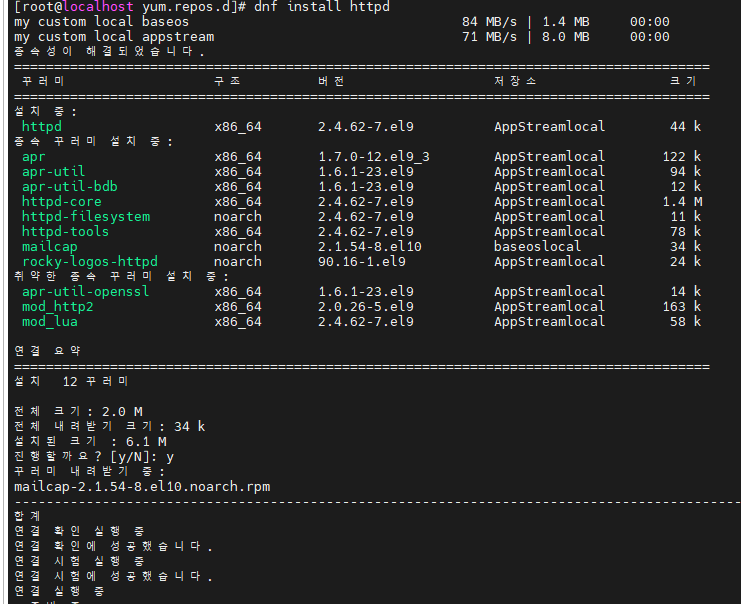 [root@localhost yum.repos.d]# dnf install httpd
my custom local baseos 84 MB/s | 1.4 MB 00:00
my custom local appstream 71 MB/s | 8.0 MB 00:00
종속성이 해결되었습니다.
================================================================================
꾸러미 구조 버전 저장소 크기
================================================================================
설치 중:
httpd x86_64 2.4.62-7.el9 AppStreamlocal 44 k
종속 꾸러미 설치 중:
apr x86_64 1.7.0-12.el9_3 AppStreamlocal 122 k
apr-util x86_64 1.6.1-23.el9 AppStreamlocal 94 k
apr-util-bdb x86_64 1.6.1-23.el9 AppStreamlocal 12 k
httpd-core x86_64 2.4.62-7.el9 AppStreamlocal 1.4 M
httpd-filesystem noarch 2.4.62-7.el9 AppStreamlocal 11 k
httpd-tools x86_64 2.4.62-7.el9 AppStreamlocal 78 k
mailcap noarch 2.1.54-8.el10 baseoslocal 34 k
rocky-logos-httpd noarch 90.16-1.el9 AppStreamlocal 24 k
취약한 종속 꾸러미 설치 중:
apr-util-openssl x86_64 1.6.1-23.el9 AppStreamlocal 14 k
mod_http2 x86_64 2.0.26-5.el9 AppStreamlocal 163 k
mod_lua x86_64 2.4.62-7.el9 AppStreamlocal 58 k
연결 요약
================================================================================
설치 12 꾸러미
전체 크기: 2.0 M
전체 내려받기 크기: 34 k
설치된 크기 : 6.1 M
진행할까요? [y/N]: y
꾸러미 내려받기 중:
mailcap-2.1.54-8.el10.noarch.rpm
--------------------------------------------------------------------------------
합계
연결 확인 실행 중
연결 확인에 성공했습니다.
연결 시험 실행 중
연결 시험에 성공했습니다.
연결 실행 중